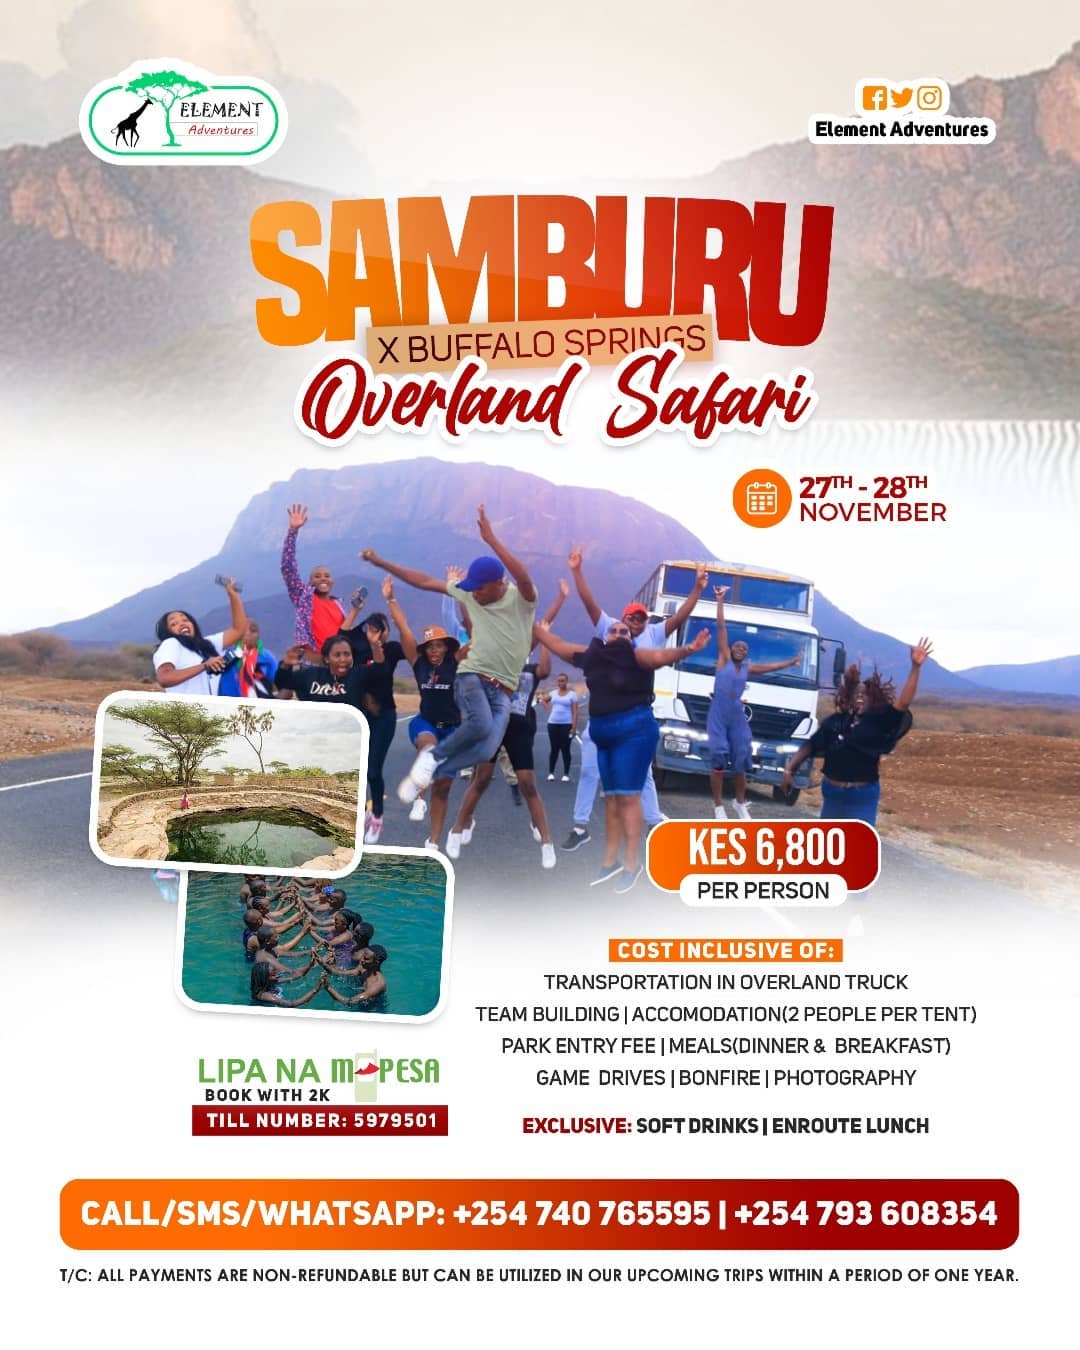 ELEMENT
Adventures
Element Adventures
SAMBURU
X BUFFALO SPRINGS
Overland Safari
27TH - 28TH
NOVEMBER
KES 6,800
PER PERSON
COST INCLUSIVE OF:
TRANSPORTATION IN OVERLAND TRUCK
TEAM BUILDING | ACCOMODATION(2 PEOPLE PER TENT)
PARK ENTRY FEE | MEALS(DINNER & BREAKFAST)
GAME DRIVES | BONFIRE | PHOTOGRAPHY
EXCLUSIVE: SOFT DRINKS | ENROUTE LUNCH
LIPA NA M-PESA
BOOK WITH 2K
TILL NUMBER: 5979501
CALL/SMS/WHATSAPP: +254 740 765595 | +254 793 608354
T/C: ALL PAYMENTS ARE NON-REFUNDABLE BUT CAN BE UTILIZED IN OUR UPCOMING TRIPS WITHIN A PERIOD OF ONE YEAR.